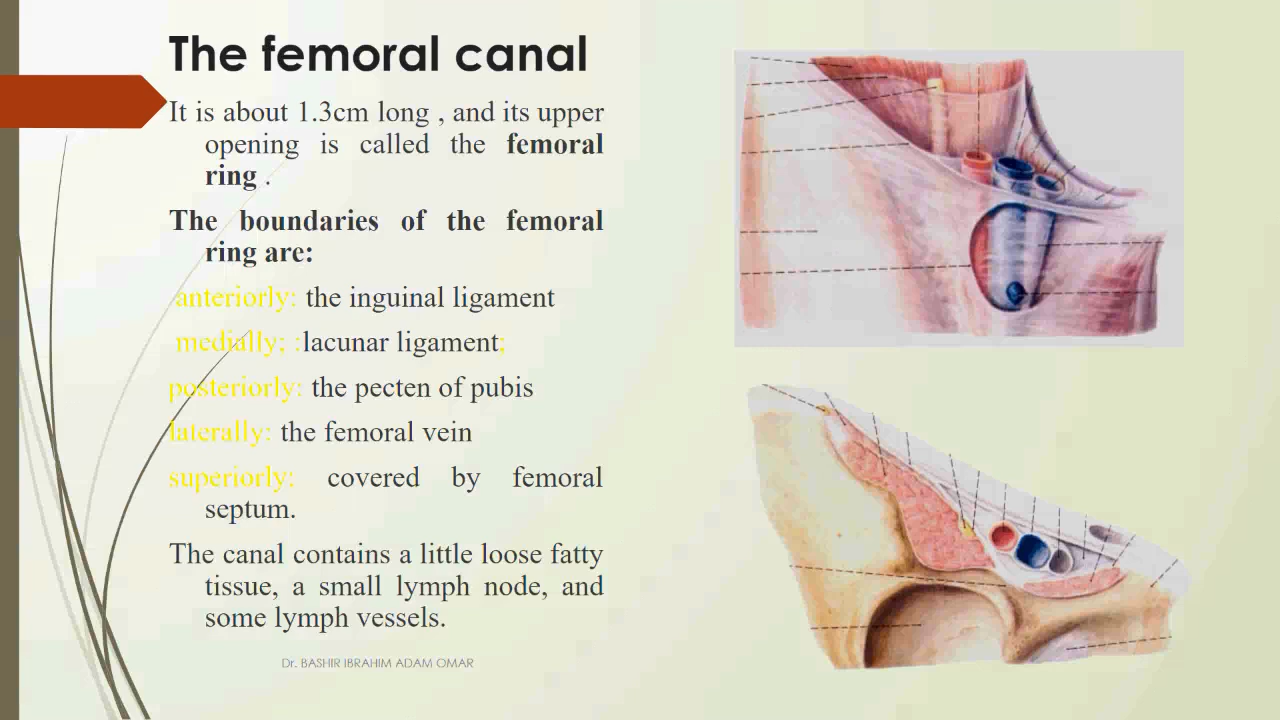 The femoral canal
It is about 1.3cm long , and its upper
opening is called the femoral
ring .
The boundaries of the femoral
ring are:
anteriorly: the inguinal ligament
medially; :lacunar ligament;
posteriorly: the pecten of pubis
laterally: the femoral vein
superiorly: covered by femoral
septum.
The canal contains a little loose fatty
tissue, a small lymph node, and
some lymph vessels.
Dr. BASHIR IBRAHIM ADAM OMAR